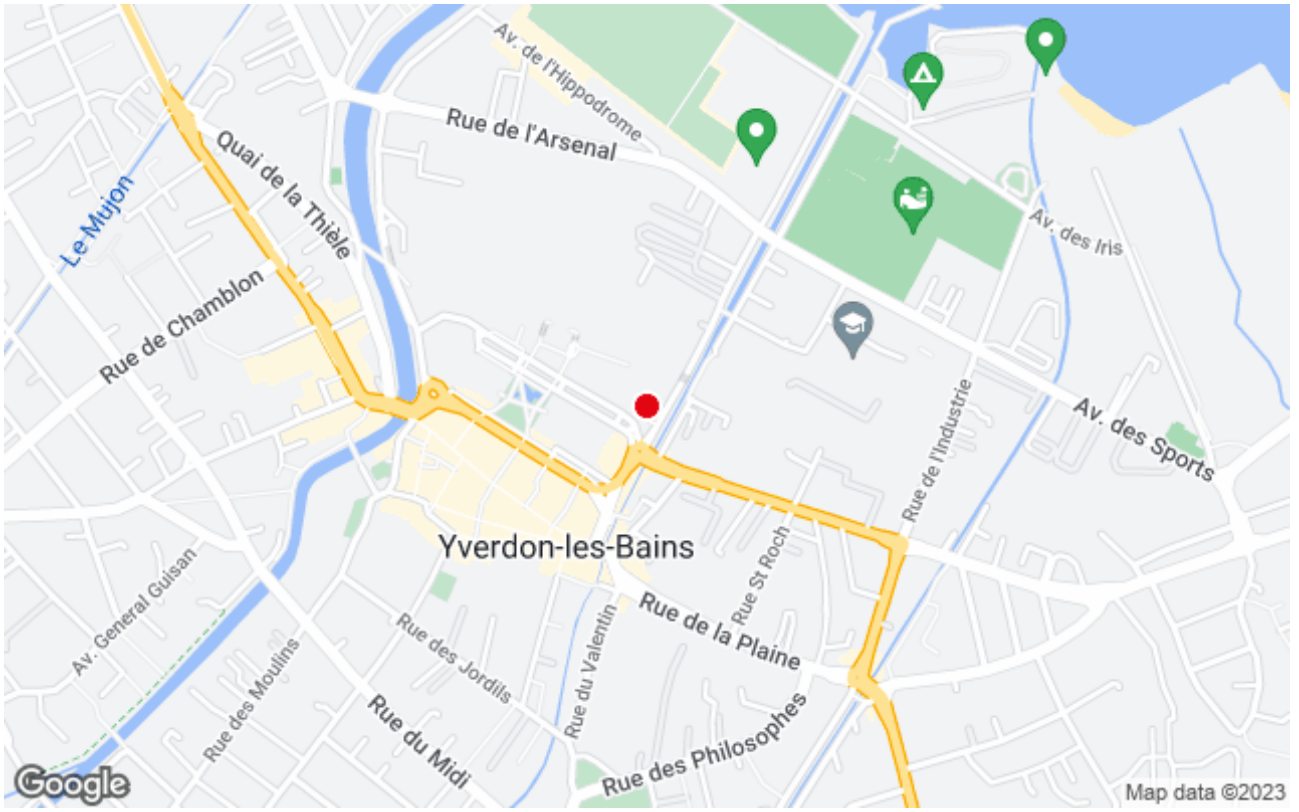 Av. de l'Hippodrome
Rue de l'Arsenal
Quai de la Thièle
Le Mujon
Av. des Iris
Rue de Chamblon
Rue de l'Industrie
Av. des Sports
Yverdon-les-Bains
Rue St Roch
Av. General Guisan
Rue de la Plaine
Rue du Valentin
Rue des Jordils
Rue des Moulins
Rue du Midi
Rue des Philosophes
Google
Map data ©2023